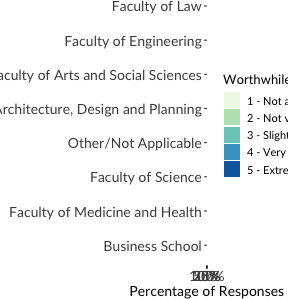 Faculty of Law
Faculty of Engineering
aculty of Arts and Social Sciences
Architecture, Design and Planning
Other/Not Applicable
Faculty of Science
Faculty of Medicine and Health
Business School
Worthwhile
1 - Not a
2 - Not v
3 - Slight
4 - Very
5 - Extre
Percentage of Responses